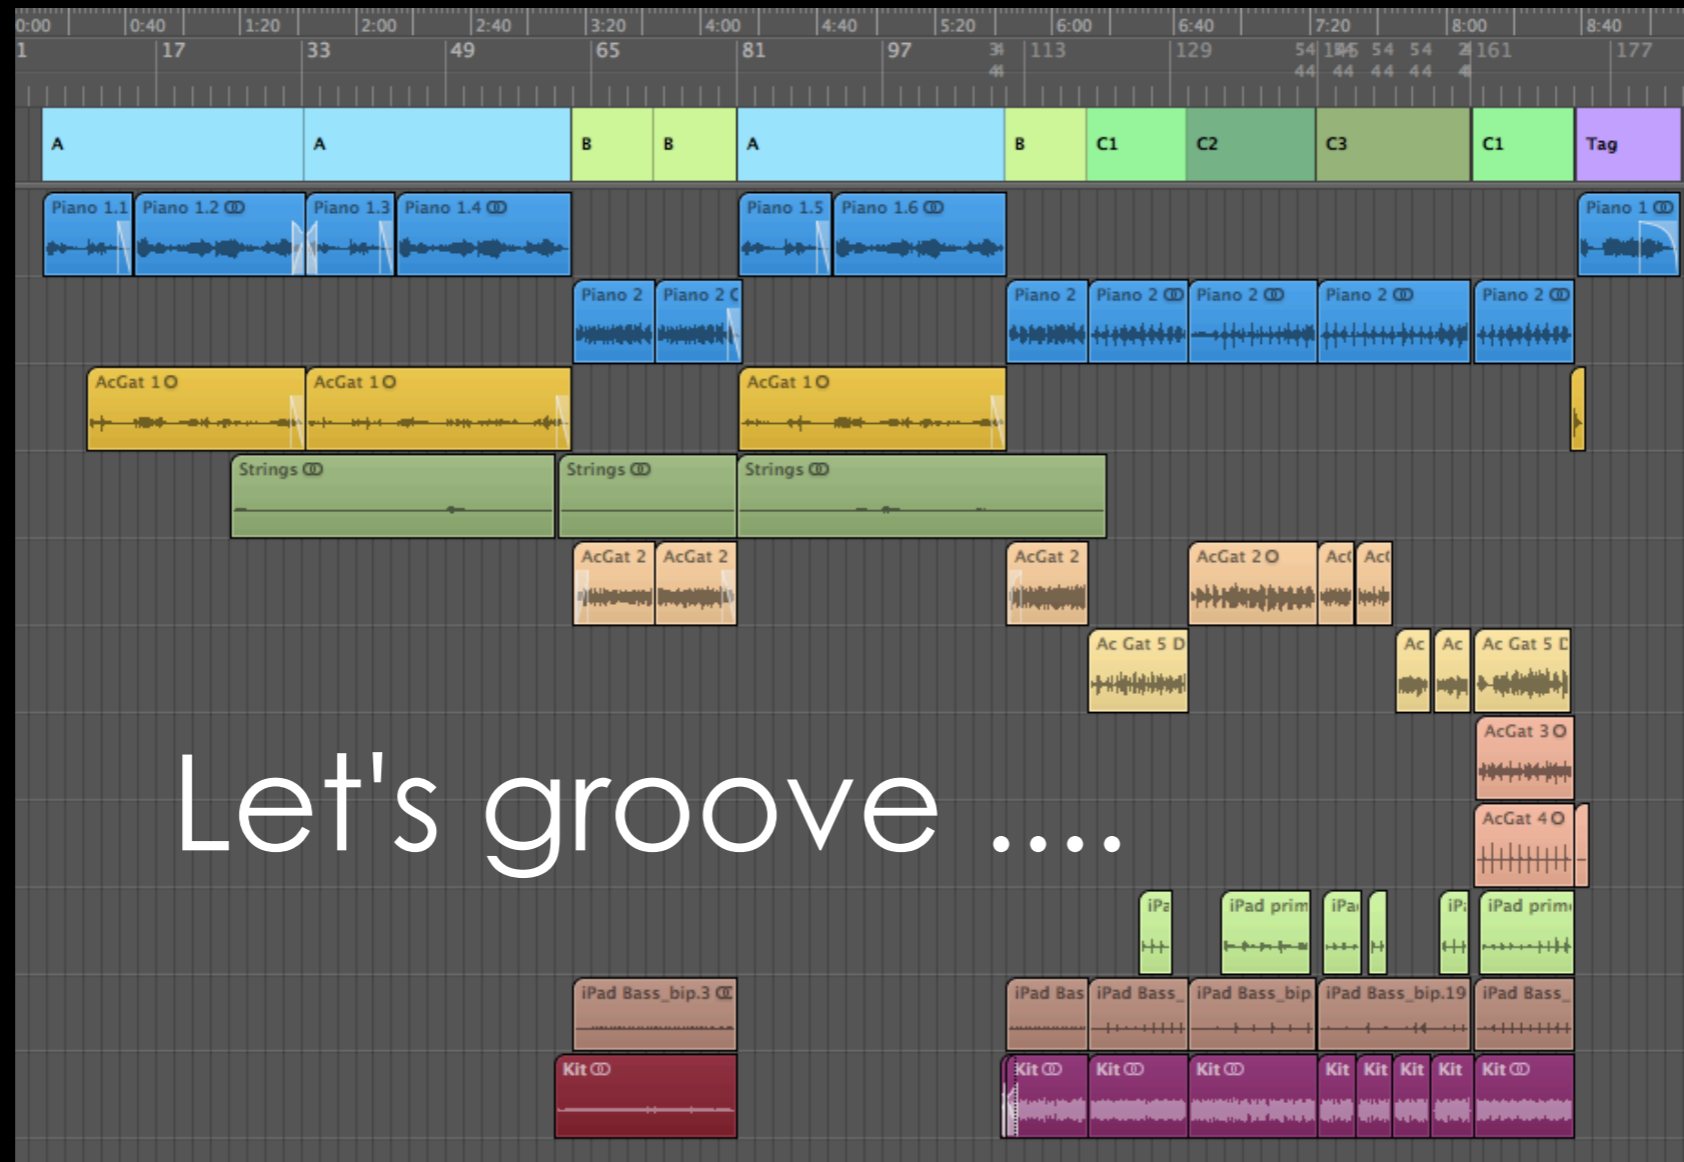 0:00 0:40 1:20 2:00 2:40 3:20 4:00 4:40 5:20 6:00 6:40 7:20 8:00 8:40
1 17 33 49 65 81 97 113 129 145 161 177
A A B B A B C1 C2 C3 C1 Tag
Piano 1.1 Piano 1.2 Piano 1.3 Piano 1.4 Piano 1.5 Piano 1.6 Piano 1
Piano 2 Piano 2 Piano 2 Piano 2 Piano 2 Piano 2 Piano 2
AcGat 1 AcGat 1 AcGat 1
Strings Strings Strings
AcGat 2 AcGat 2 AcGat 2 AcGat 2 Ac Ac
Ac Gat 5 D Ac Ac Ac Gat 5 D
AcGat 3
Let's groove ....
AcGat 4
iPa iPad prim iPa iP iPad prim
iPad Bass_bip.3 iPad Bas iPad Bass_ iPad Bass_bip iPad Bass_bip.19 iPad Bass_
Kit Kit Kit Kit Kit Kit Kit Kit Kit